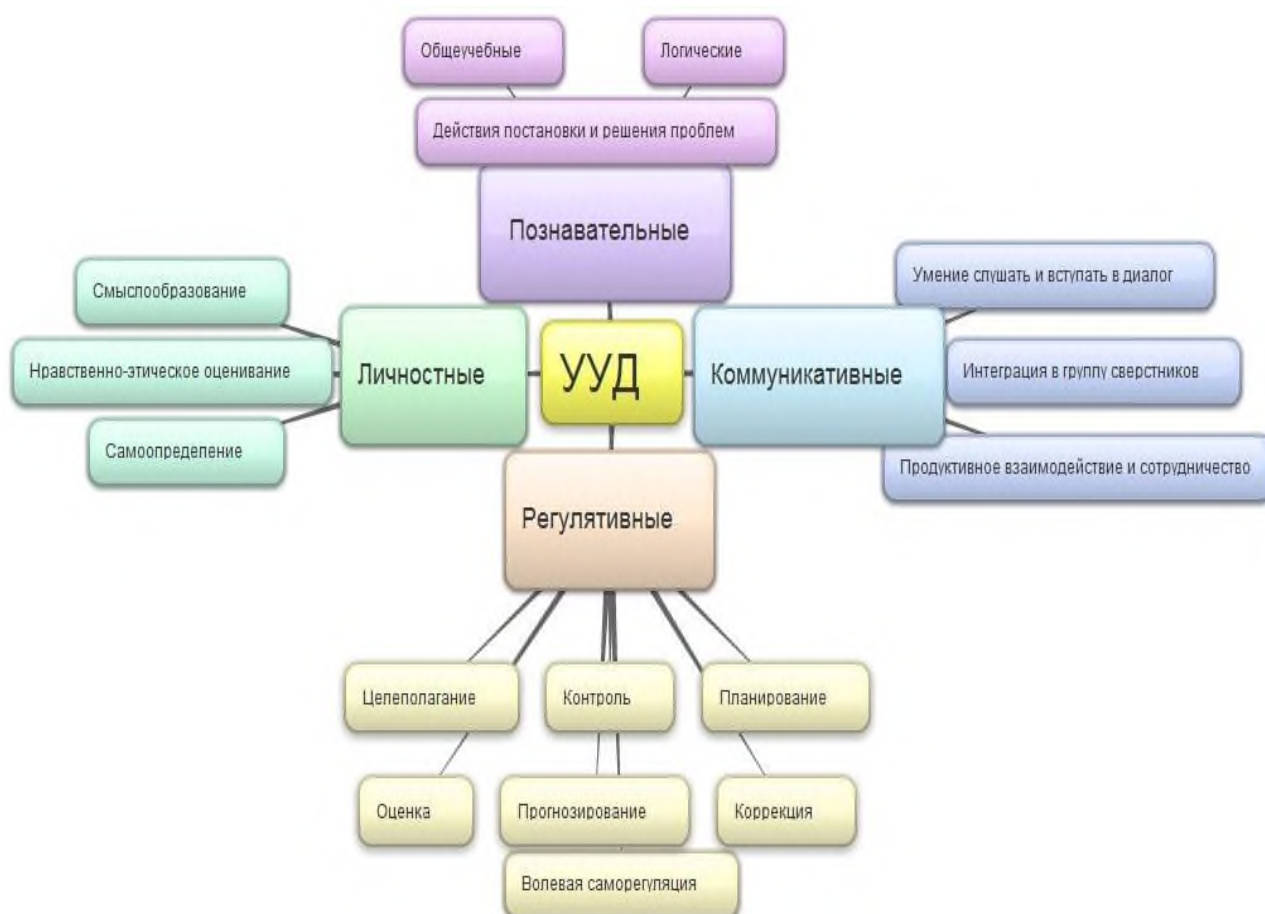 Общеучебные
Логические
Действия постановки и решения проблем
Познавательные
Умение слушать и вступать в диалог
Смыслообразование
Нравственно-этическое оценивание
Личностные
УУД
Коммуникативные
Интеграция в группу сверстников
Самоопределение
Продуктивное взаимодействие и сотрудничество
Регулятивные
Целеполагание
Контроль
Планирование
Оценка
Прогнозирование
Коррекция
Волевая саморегуляция